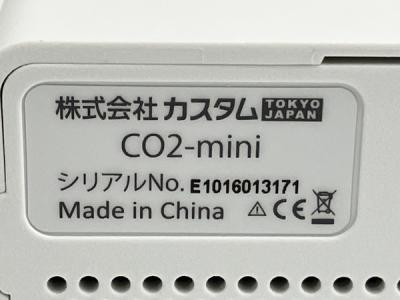 株式会社 カスタム TOKYO JAPAN
CO2-mini
シリアルNo. E1016013171
Made in China CE